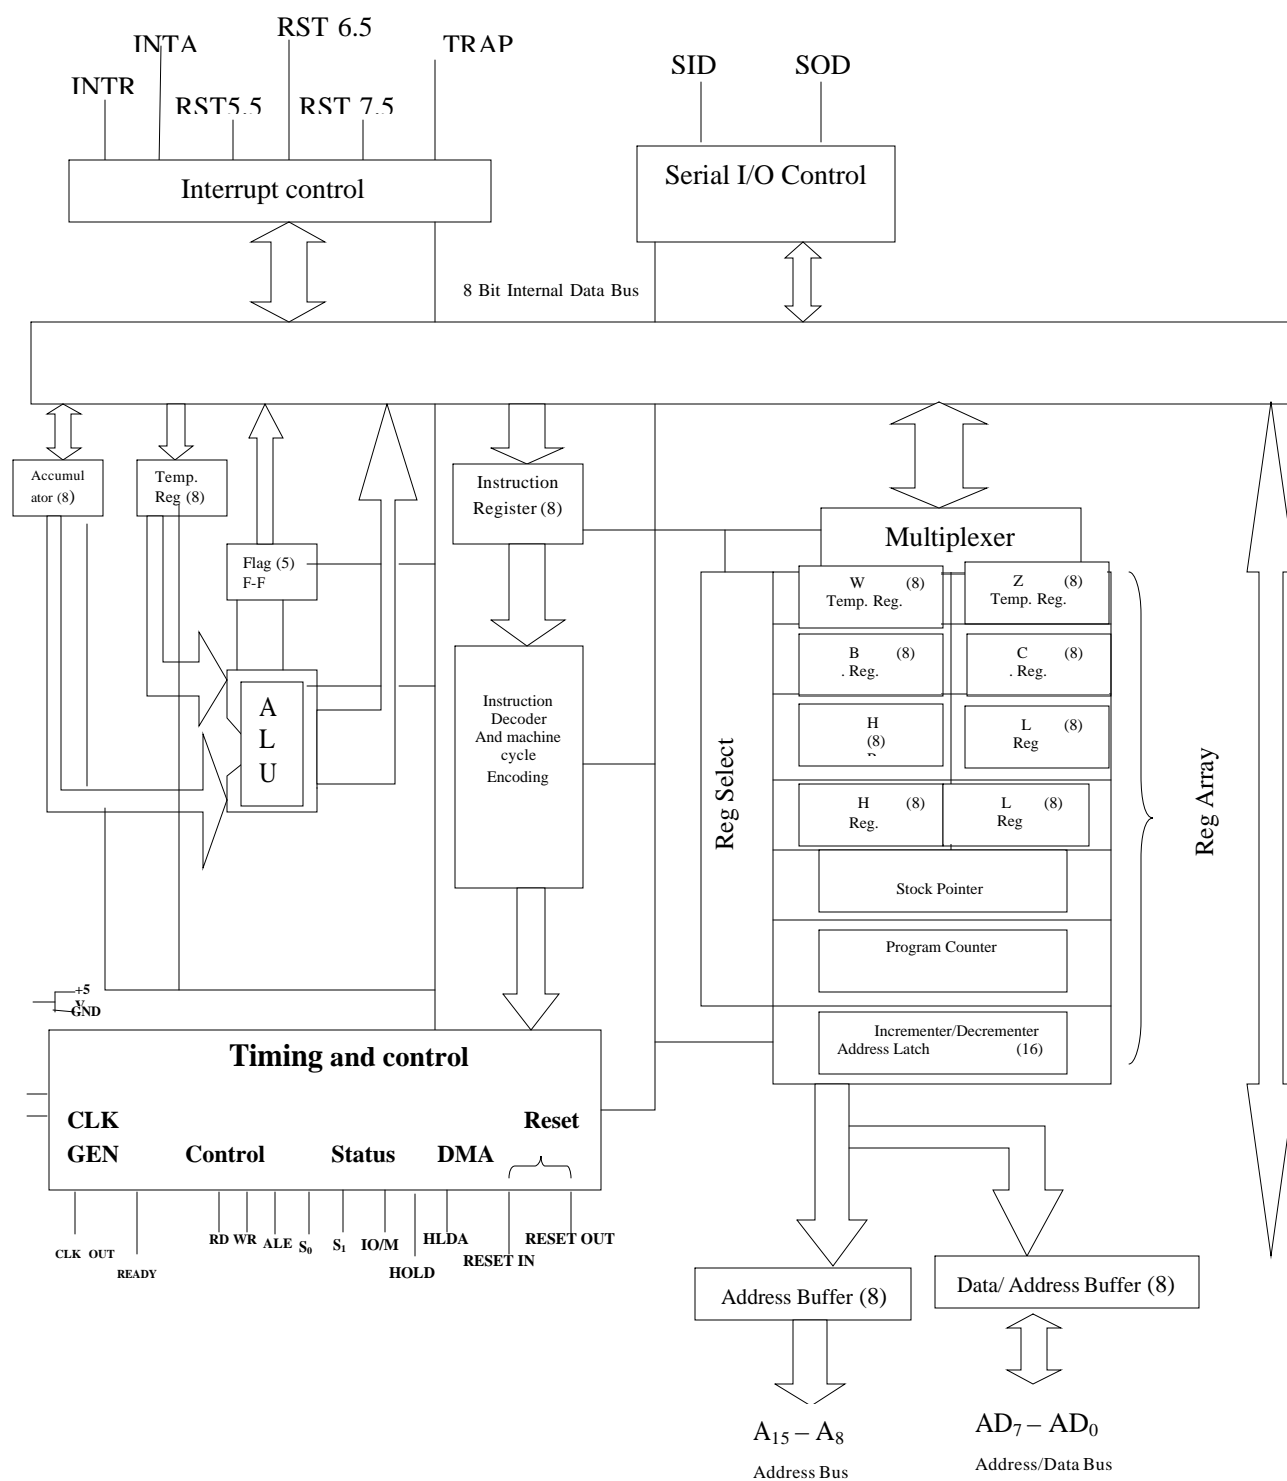 RST 6.5
INTA
TRAP
SID
SOD
INTR
RST5.5
RST 7.5
Interrupt control
Serial I/O Control
8 Bit Internal Data Bus
Accumul
ator (8)
Temp.
Reg (8)
Instruction
Register (8)
Multiplexer
Flag (5)
F-F
W (8)
Temp. Reg.
Z (8)
Temp. Reg.
B (8)
. Reg.
C (8)
. Reg.
A
L
U
Instruction
Decoder
And machine
cycle
Encoding
H
(8)
L (8)
Reg
H (8)
Reg.
L (8)
Reg
Reg Select
Reg Array
Stock Pointer
Program Counter
Incrementer/Decrementer
Address Latch (16)
+5
V
GND
Timing and control
CLK
GEN
Control
Status
DMA
Reset
CLK OUT
READY
RD WR ALE S₀ S₁ IO/M
HOLD
HLDA
RESET IN
RESET OUT
Address Buffer (8)
Data/ Address Buffer (8)
A₁₅ – A₈
Address Bus
AD₇ – AD₀
Address/Data Bus